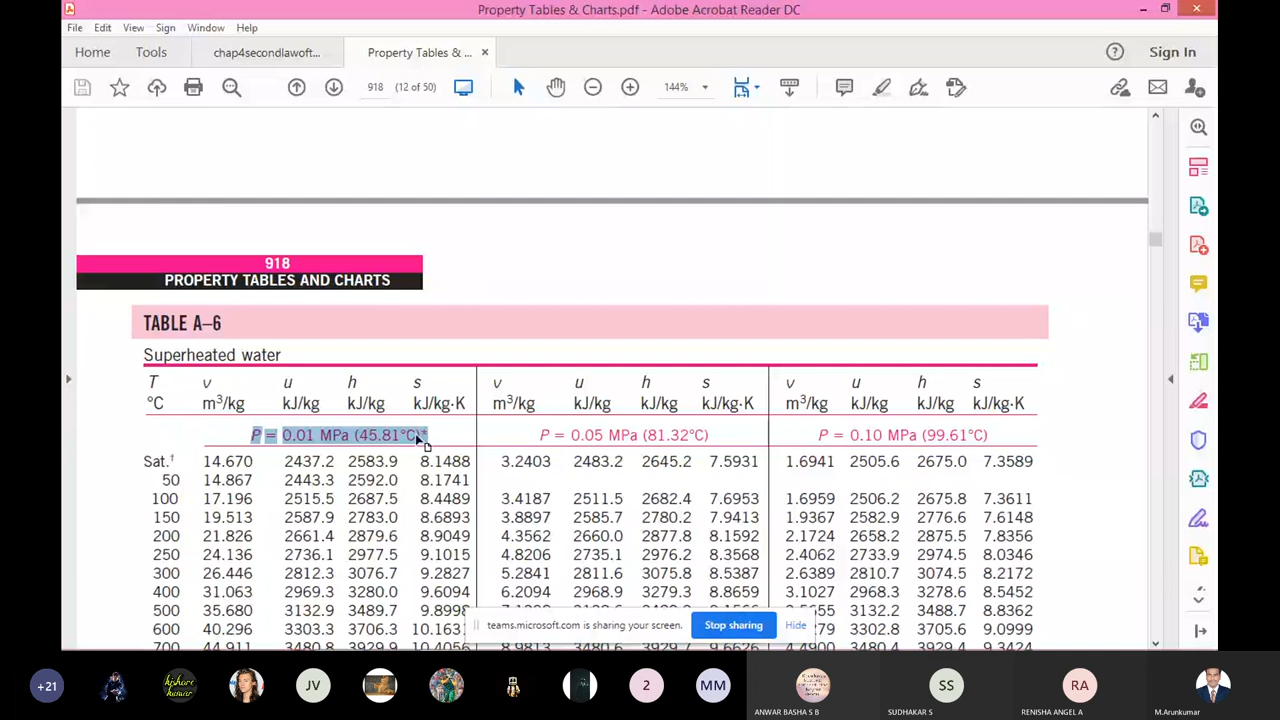 Property Tables & Charts.pdf - Adobe Acrobat Reader DC
File Edit View Sign Window Help
Home Tools chap4secondlawoft... Property Tables & ... × Sign In
918 (12 of 50) 144%
918
PROPERTY TABLES AND CHARTS
TABLE A–6
Superheated water
T v u h s v u h s v u h s
°C m³/kg kJ/kg kJ/kg kJ/kg·K m³/kg kJ/kg kJ/kg kJ/kg·K m³/kg kJ/kg kJ/kg kJ/kg·K
P = 0.01 MPa (45.81°C)* P = 0.05 MPa (81.32°C) P = 0.10 MPa (99.61°C)
Sat.† 14.670 2437.2 2583.9 8.1488 3.2403 2483.2 2645.2 7.5931 1.6941 2505.6 2675.0 7.3589
50 14.867 2443.3 2592.0 8.1741
100 17.196 2515.5 2687.5 8.4489 3.4187 2511.5 2682.4 7.6953 1.6959 2506.2 2675.8 7.3611
150 19.513 2587.9 2783.0 8.6893 3.8897 2585.7 2780.2 7.9413 1.9367 2582.9 2776.6 7.6148
200 21.826 2661.4 2879.6 8.9049 4.3562 2660.0 2877.8 8.1592 2.1724 2658.2 2875.5 7.8356
250 24.136 2736.1 2977.5 9.1015 4.8206 2735.1 2976.2 8.3568 2.4062 2733.9 2974.5 8.0346
300 26.446 2812.3 3076.7 9.2827 5.2841 2811.6 3075.8 8.5387 2.6389 2810.7 3074.5 8.2172
400 31.063 2969.3 3280.0 9.6094 6.2094 2968.9 3279.3 8.8659 3.1027 2968.3 3278.6 8.5452
500 35.680 3132.9 3489.7 9.8998 3132.2 3488.7 8.8362
600 40.296 3303.3 3706.3 3302.8 3705.6 9.0999
teams.microsoft.com is sharing your screen. Stop sharing Hide
+21 JV 2 MM SS RA
ANWAR BASHA S B SUDHAKAR S RENISHA ANGEL A M.Arunkumar